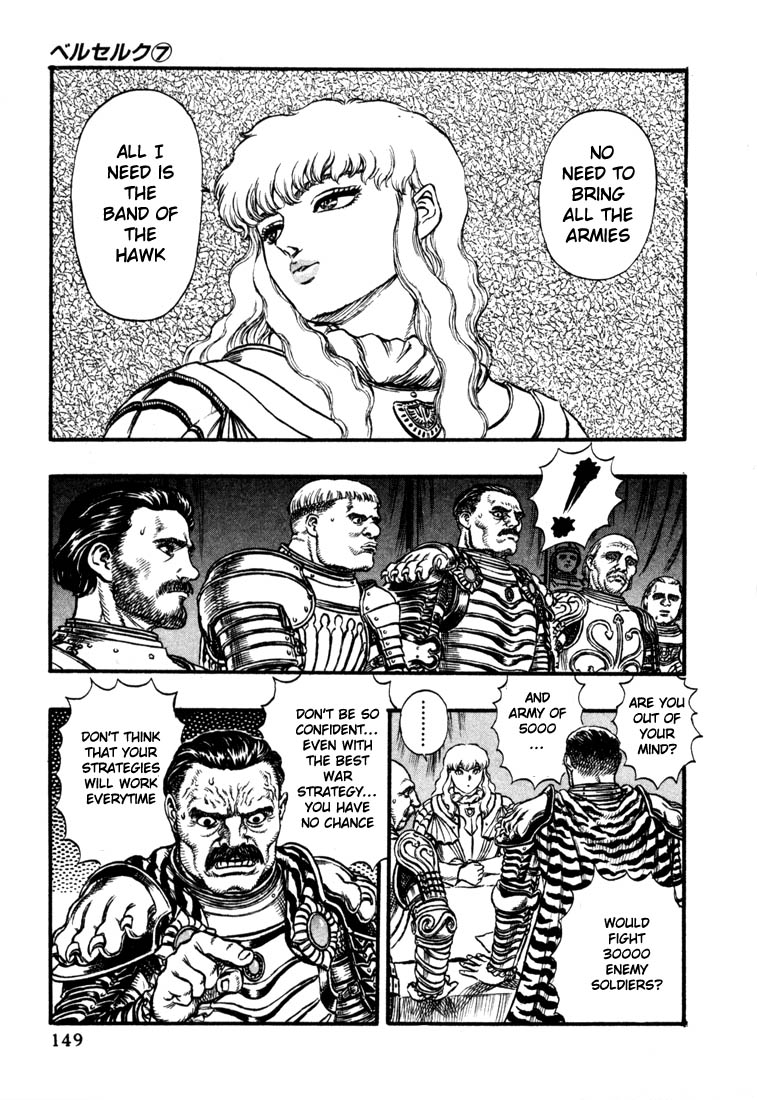 ベルセルク⑦
NO
NEED TO
BRING
ALL THE
ARMIES
ALL I
NEED IS
THE
BAND OF
THE
HAWK
!
ARE YOU
OUT OF
YOUR
MIND?
AND
ARMY OF
5000
...
WOULD
FIGHT
30000
ENEMY
SOLDIERS?
.........
DON'T BE SO
CONFIDENT...
EVEN WITH
THE BEST
WAR
STRATEGY...
YOU HAVE
NO CHANCE
DON'T THINK
THAT YOUR
STRATEGIES
WILL WORK
EVERYTIME
149